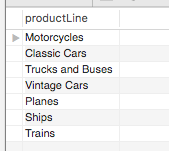 productLine
Motorcycles
Classic Cars
Trucks and Buses
Vintage Cars
Planes
Ships
Trains